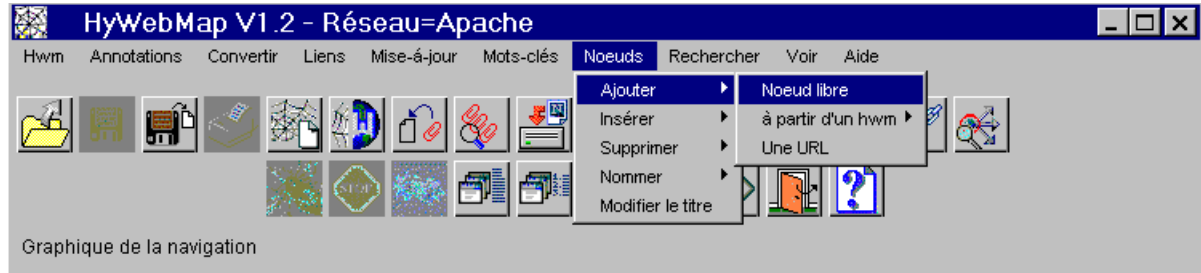 HyWebMap V1.2 - Réseau=Apache
Hwm Annotations Convertir Liens Mise-á-jour Mots-clés Noeuds Rechercher Voir Aide
Ajouter
Insérer
Supprimer
Nommer
Modifier le titre
Noeud libre
à partir d'un hwm
Une URL
STOP
Graphique de la navigation